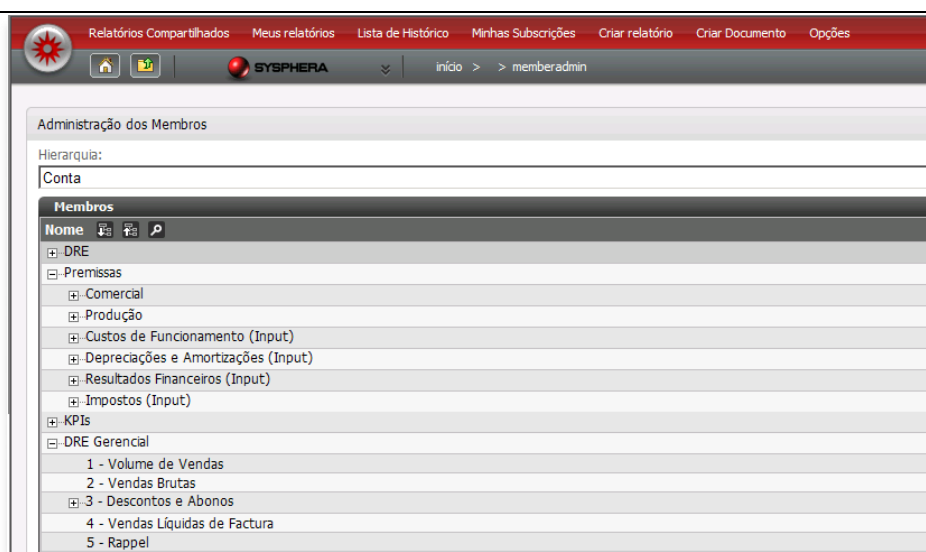 Relatórios Compartilhados Meus relatórios Lista de Histórico Minhas Subscrições Criar relatório Criar Documento Opções
SYSPHERA início > > memberadmin
Administração dos Membros
Hierarquia:
Conta
Membros
Nome
DRE
Premissas
Comercial
Produção
Custos de Funcionamento (Input)
Depreciações e Amortizações (Input)
Resultados Financeiros (Input)
Impostos (Input)
KPIs
DRE Gerencial
1 - Volume de Vendas
2 - Vendas Brutas
3 - Descontos e Abonos
4 - Vendas Líquidas de Factura
5 - Rappel